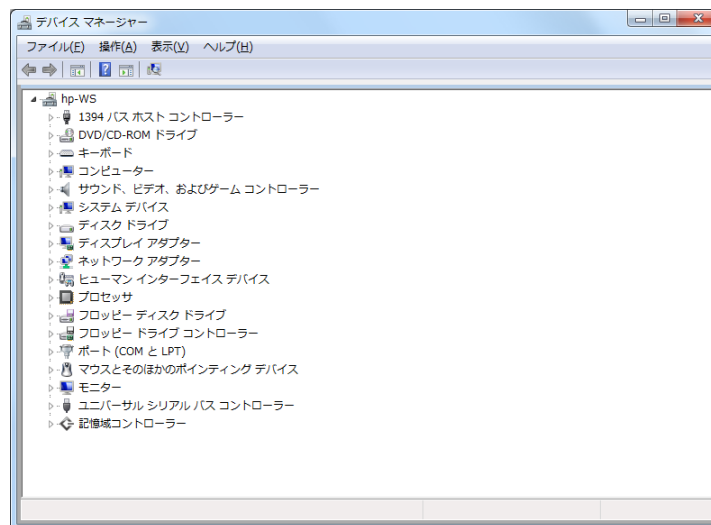 デバイス マネージャー
ファイル(F) 操作(A) 表示(V) ヘルプ(H)
hp-WS
1394 バス ホスト コントローラー
DVD/CD-ROM ドライブ
キーボード
コンピューター
サウンド、ビデオ、およびゲーム コントローラー
システム デバイス
ディスク ドライブ
ディスプレイ アダプター
ネットワーク アダプター
ヒューマン インターフェイス デバイス
プロセッサ
フロッピー ディスク ドライブ
フロッピー ドライブ コントローラー
ポート (COM と LPT)
マウスとそのほかのポインティング デバイス
モニター
ユニバーサル シリアル バス コントローラー
記憶域コントローラー